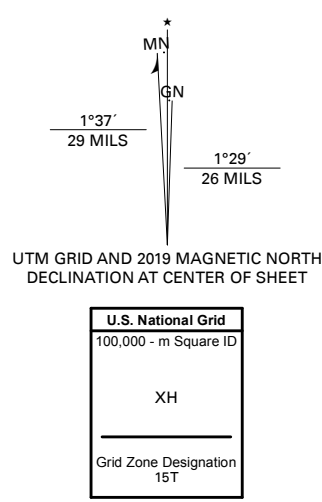 MN
GN
1°37´
29 MILS
1°29´
26 MILS
UTM GRID AND 2019 MAGNETIC NORTH
DECLINATION AT CENTER OF SHEET
U.S. National Grid
100,000 - m Square ID
XH
Grid Zone Designation
15T